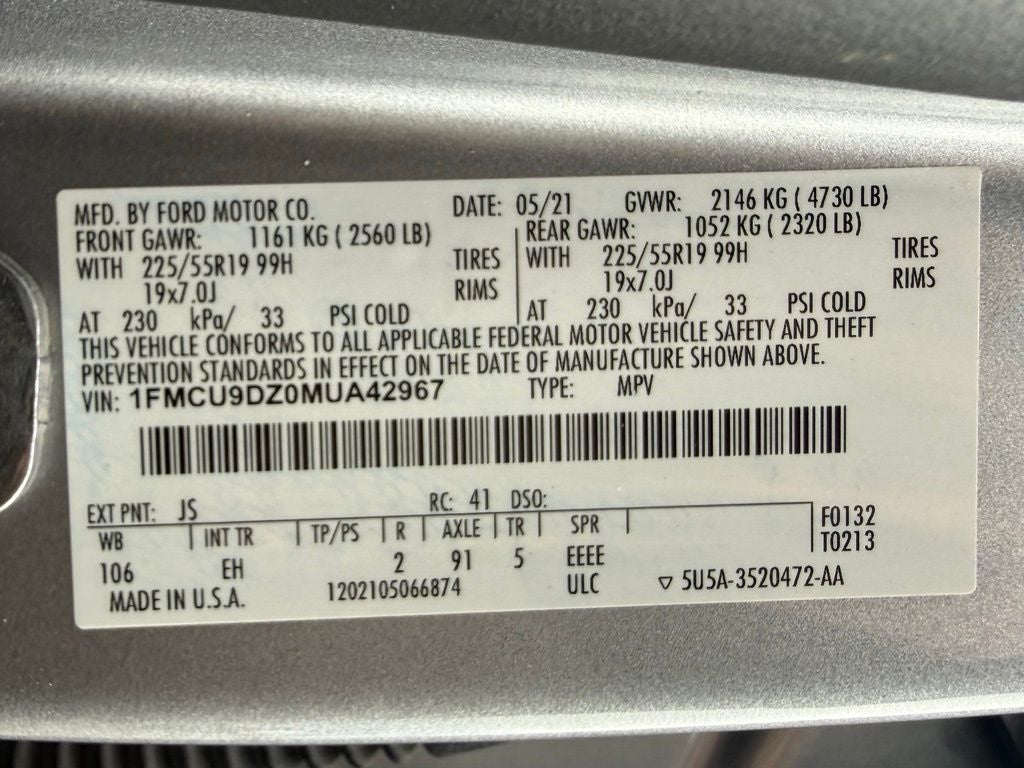 MFD. BY FORD MOTOR CO. DATE: 05/21 GVWR: 2146 KG ( 4730 LB)
FRONT GAWR: 1161 KG ( 2560 LB) REAR GAWR: 1052 KG ( 2320 LB)
WITH 225/55R19 99H TIRES WITH 225/55R19 99H TIRES
19x7.0J RIMS 19x7.0J RIMS
AT 230 kPa/ 33 PSI COLD AT 230 kPa/ 33 PSI COLD
THIS VEHICLE CONFORMS TO ALL APPLICABLE FEDERAL MOTOR VEHICLE SAFETY AND THEFT
PREVENTION STANDARDS IN EFFECT ON THE DATE OF MANUFACTURE SHOWN ABOVE.
VIN: 1FMCU9DZ0MUA42967 TYPE: MPV
EXT PNT: JS RC: 41 DSO:
WB INT TR TP/PS R AXLE TR SPR F0132
T0213
106 EH 2 91 5 EEEE
MADE IN U.S.A. 1202105066874 ULC ▽ 5U5A-3520472-AA